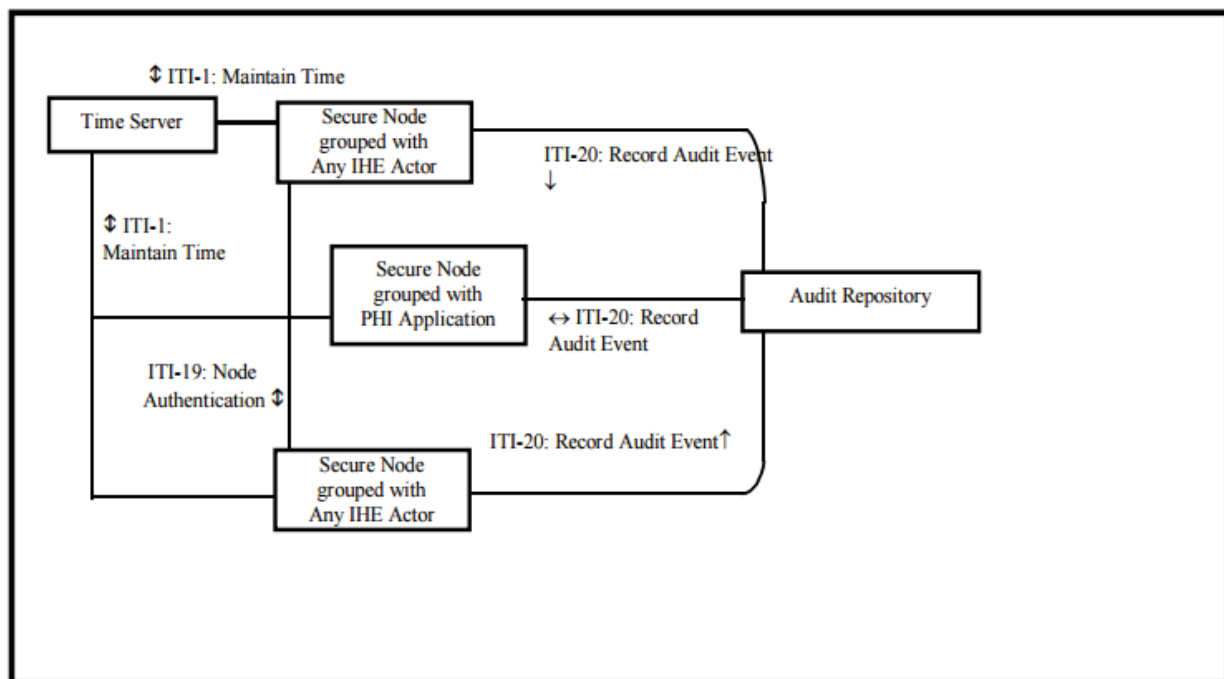 ⇕ ITI-1: Maintain Time
Time Server
Secure Node
grouped with
Any IHE Actor
ITI-20: Record Audit Event
↓
⇕ ITI-1:
Maintain Time
Secure Node
grouped with
PHI Application
Audit Repository
↔ ITI-20: Record
Audit Event
ITI-19: Node
Authentication ⇕
ITI-20: Record Audit Event↑
Secure Node
grouped with
Any IHE Actor